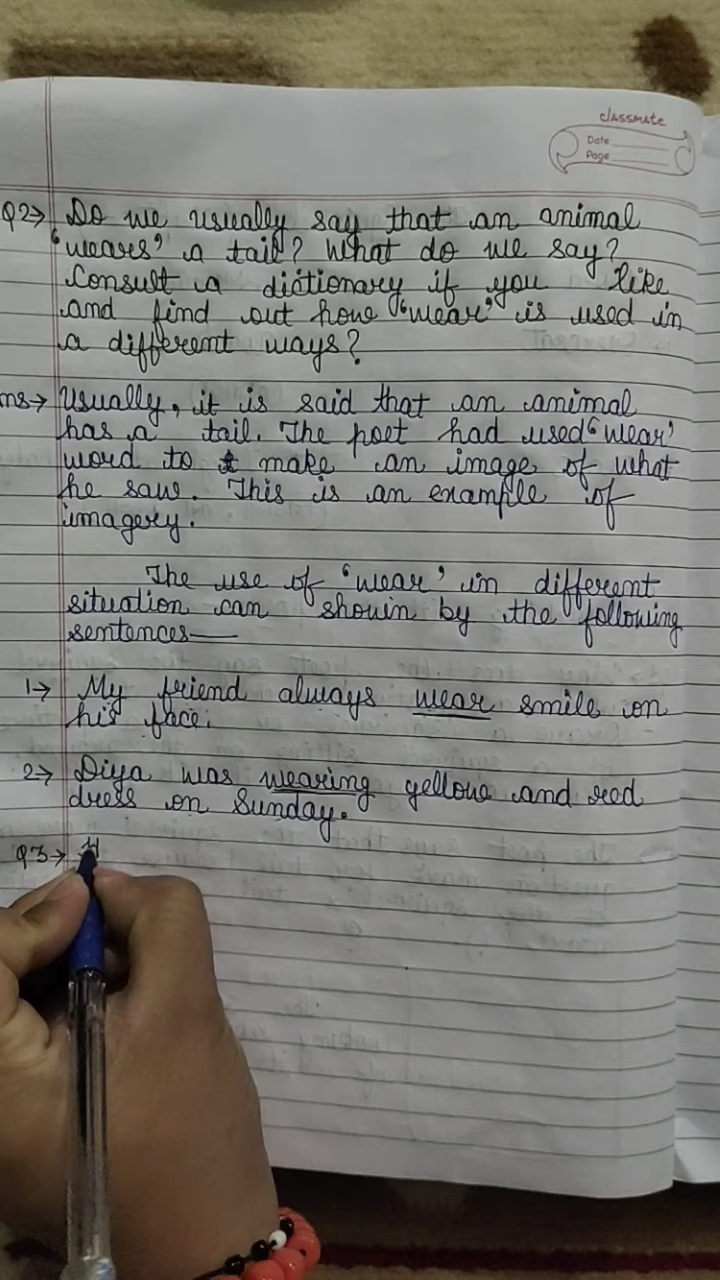 classmate
Date
Page
Q2→ Do we usually say that an animal
'wears' a tail? What do we say?
Consult a dictionary if you like
and find out how 'wear' is used in
a different ways?
Ans→ Usually, it is said that an animal
has a tail. The poet had used 'wear'
word to make an image of what
he saw. This is an example of
imagery.
The use of 'wear' in different
situation can showin by the following
sentences—
1→ My friend always wear smile on
his face.
2→ Diya was wearing yellow and red
dress on Sunday.
Q3→